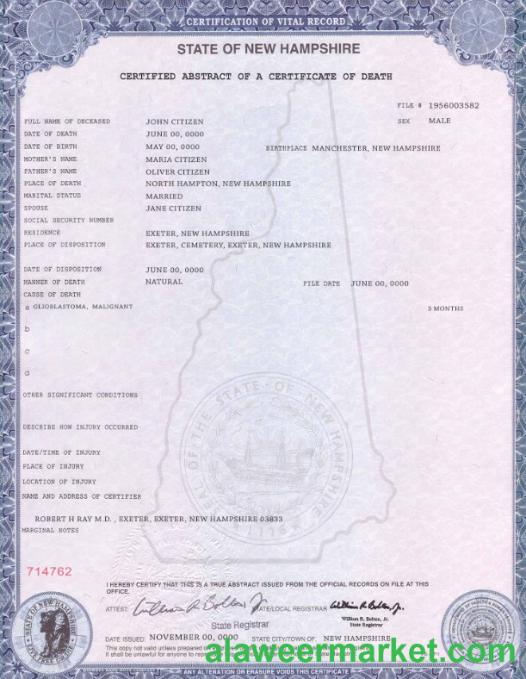 CERTIFICATION OF VITAL RECORD
STATE OF NEW HAMPSHIRE
CERTIFIED ABSTRACT OF A CERTIFICATE OF DEATH
FILE # 1956003582
FULL NAME OF DECEASED JOHN CITIZEN SEX MALE
DATE OF DEATH JUNE 00, 0000
DATE OF BIRTH MAY 00, 0000 BIRTHPLACE MANCHESTER, NEW HAMPSHIRE
MOTHER'S NAME MARIA CITIZEN
FATHER'S NAME OLIVER CITIZEN
PLACE OF DEATH NORTH HAMPTON, NEW HAMPSHIRE
MARITAL STATUS MARRIED
SPOUSE JANE CITIZEN
SOCIAL SECURITY NUMBER
RESIDENCE EXETER, NEW HAMPSHIRE
PLACE OF DISPOSITION EXETER, CEMETERY, EXETER, NEW HAMPSHIRE
DATE OF DISPOSITION JUNE 00, 0000
MANNER OF DEATH NATURAL FILE DATE JUNE 00, 0000
CAUSE OF DEATH
a GLIOBLASTOMA, MALIGNANT 3 MONTHS
b
c
d
OTHER SIGNIFICANT CONDITIONS
DESCRIBE HOW INJURY OCCURRED
DATE/TIME OF INJURY
PLACE OF INJURY
LOCATION OF INJURY
NAME AND ADDRESS OF CERTIFIER
ROBERT H RAY M.D. , EXETER, EXETER, NEW HAMPSHIRE 03833
MARGINAL NOTES
SEAL OF THE STATE OF NEW HAMPSHIRE
714762
I HEREBY CERTIFY THAT THIS IS A TRUE ABSTRACT ISSUED FROM THE OFFICIAL RECORDS ON FILE AT THIS
OFFICE.
ATTEST: William R Bolton Jr STATE/LOCAL REGISTRAR William R. Bolton, Jr.
William R. Bolton, Jr.
State Registrar State Registrar
DATE ISSUED: NOVEMBER 00, 0000 STATE CITY/TOWN OF: NEW HAMPSHIRE
This copy not valid unless prepared
It shall be unlawful for anyone to
alaweermarket.com
ANY ALTERATION OR ERASURE VOIDS THIS CERTIFICATE